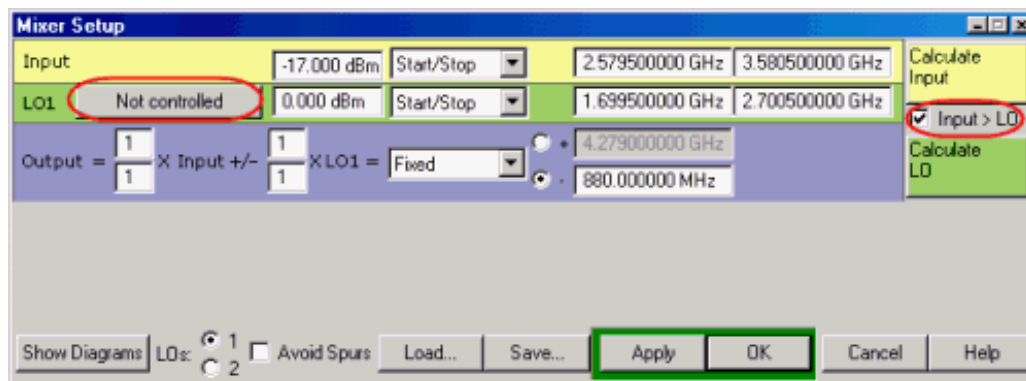 Mixer Setup
Input -17.000 dBm Start/Stop 2.579500000 GHz 3.580500000 GHz Calculate Input
LO1 Not controlled 0.000 dBm Start/Stop 1.699500000 GHz 2.700500000 GHz
Input > LO
Output = 1 1 X Input +/- 1 1 X LO1 = Fixed + 4.279000000 GHz
- 880.000000 MHz
Calculate LO
Show Diagrams LOs: 1 2 Avoid Spurs Load... Save... Apply OK Cancel Help